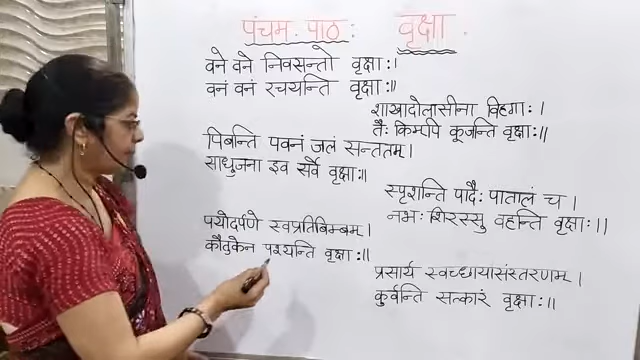 पंचम. पाठ : वृक्षा .
वने वने निवसन्तो वृक्षा :।
वनं वनं रचयन्ति वृक्षा :॥
शाखादोलासीना विहगा: ।
तै: किमपि कूजन्ति वृक्षा:॥
पिबन्ति पवनं जलं सन्ततम्।
साधुजना इव सर्वे वृक्षा:॥
स्पृशन्ति पादै: पातालं च ।
नभ: शिरस्सु वहन्ति वृक्षा:।।
पयोदर्पणे स्वप्रतिबिम्बम् ।
कौतुकेन पश्यन्ति वृक्षा :॥
प्रसार्य स्वच्छायासंस्तरणम् ।
कुर्वन्ति सत्कारं वृक्षा:॥